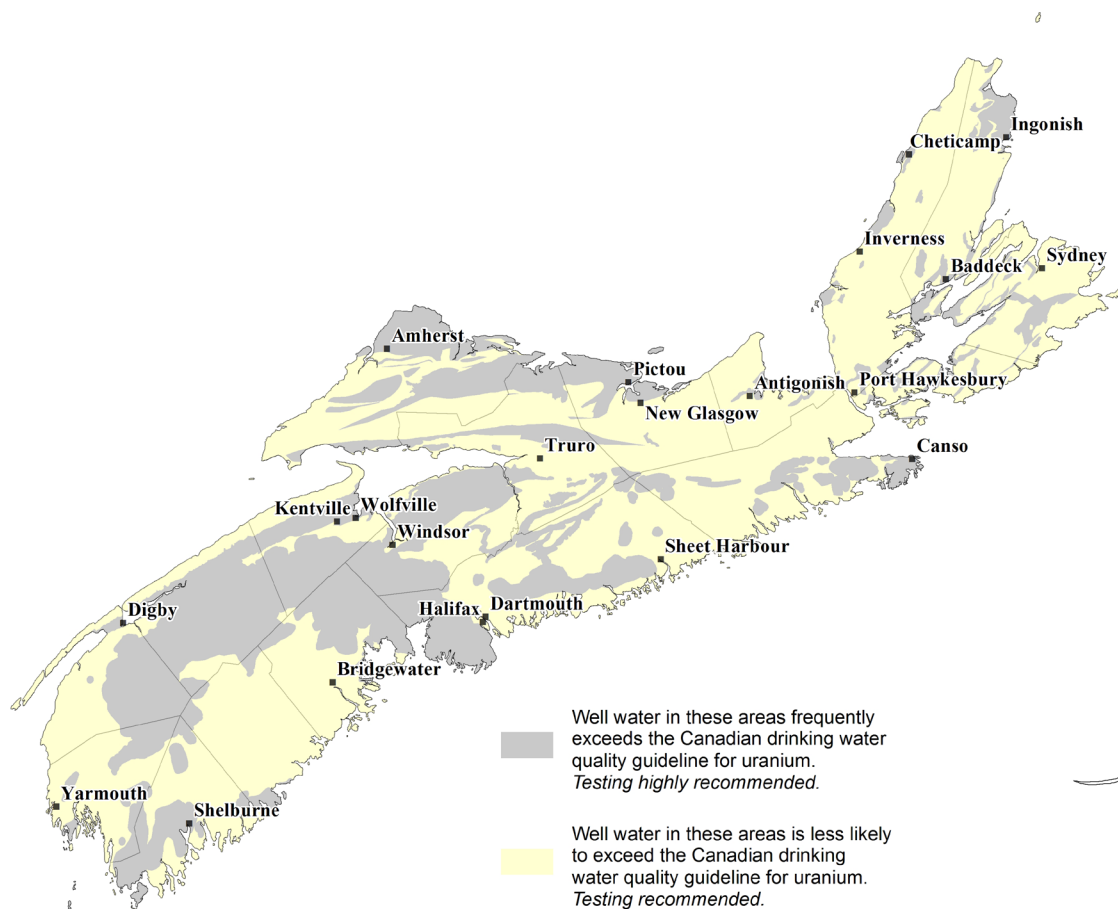 Ingonish
Cheticamp
Inverness
Baddeck
Sydney
Amherst
Pictou
Antigonish
Port Hawkesbury
New Glasgow
Truro
Canso
Kentville
Wolfville
Windsor
Sheet Harbour
Digby
Halifax
Dartmouth
Bridgewater
Yarmouth
Shelburne
Well water in these areas frequently
exceeds the Canadian drinking water
quality guideline for uranium.
Testing highly recommended.
Well water in these areas is less likely
to exceed the Canadian drinking
water quality guideline for uranium.
Testing recommended.